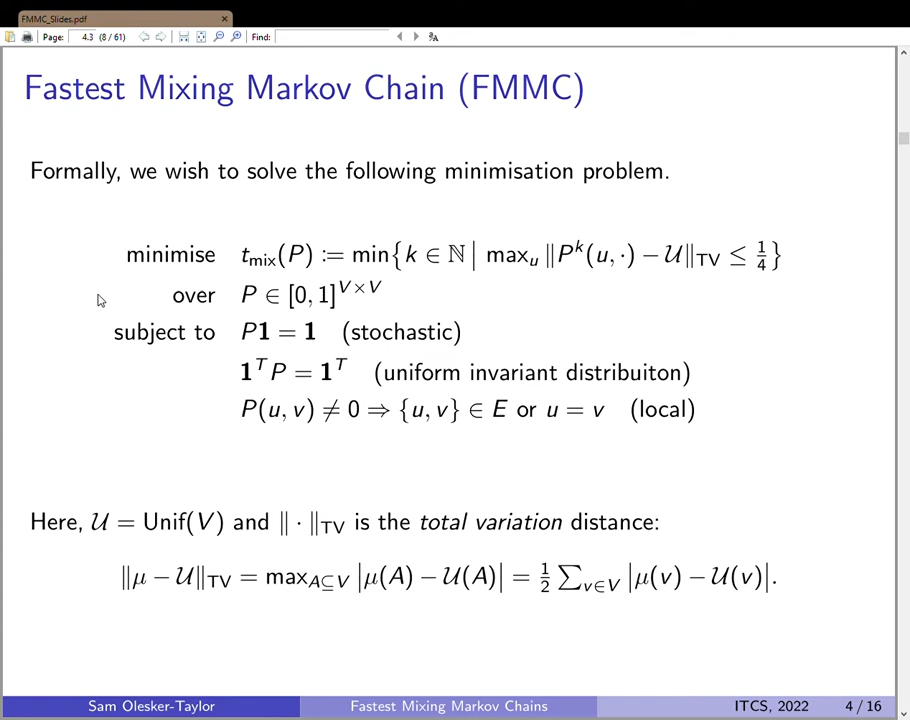 FMMC_Slides.pdf
Page: 4.3 (8/61) Find:
Fastest Mixing Markov Chain (FMMC)
Formally, we wish to solve the following minimisation problem.
minimise t_mix(P) := min{k ∈ ℕ | max_u ‖P^k(u, ·) − 𝒰‖_TV ≤ 1/4}
over P ∈ [0, 1]^{V×V}
subject to P𝟏 = 𝟏 (stochastic)
𝟏^T P = 𝟏^T (uniform invariant distribuiton)
P(u, v) ≠ 0 ⇒ {u, v} ∈ E or u = v (local)
Here, 𝒰 = Unif(V) and ‖ · ‖_TV is the total variation distance:
‖μ − 𝒰‖_TV = max_{A⊆V} |μ(A) − 𝒰(A)| = 1/2 ∑_{v∈V} |μ(v) − 𝒰(v)|.
Sam Olesker-Taylor Fastest Mixing Markov Chains ITCS, 2022 4 / 16